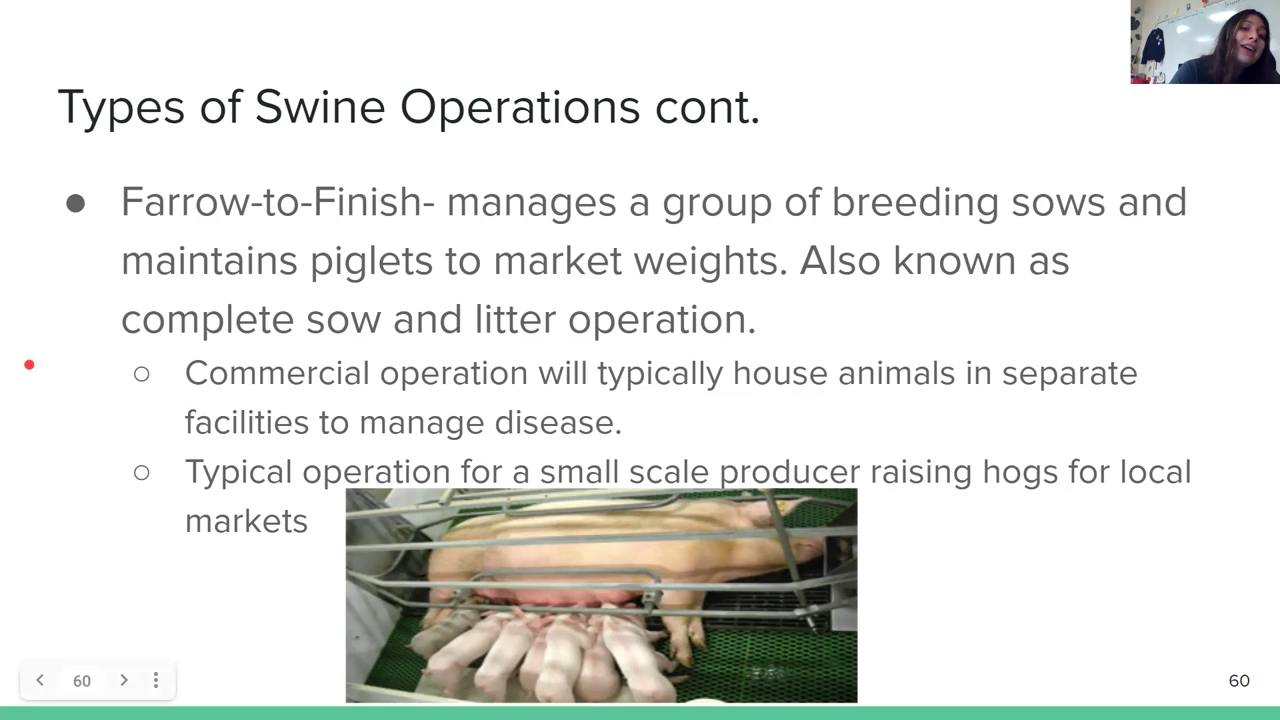 Types of Swine Operations cont.
● Farrow-to-Finish- manages a group of breeding sows and
maintains piglets to market weights. Also known as
complete sow and litter operation.
○ Commercial operation will typically house animals in separate
facilities to manage disease.
○ Typical operation for a small scale producer raising hogs for local
markets
60
60